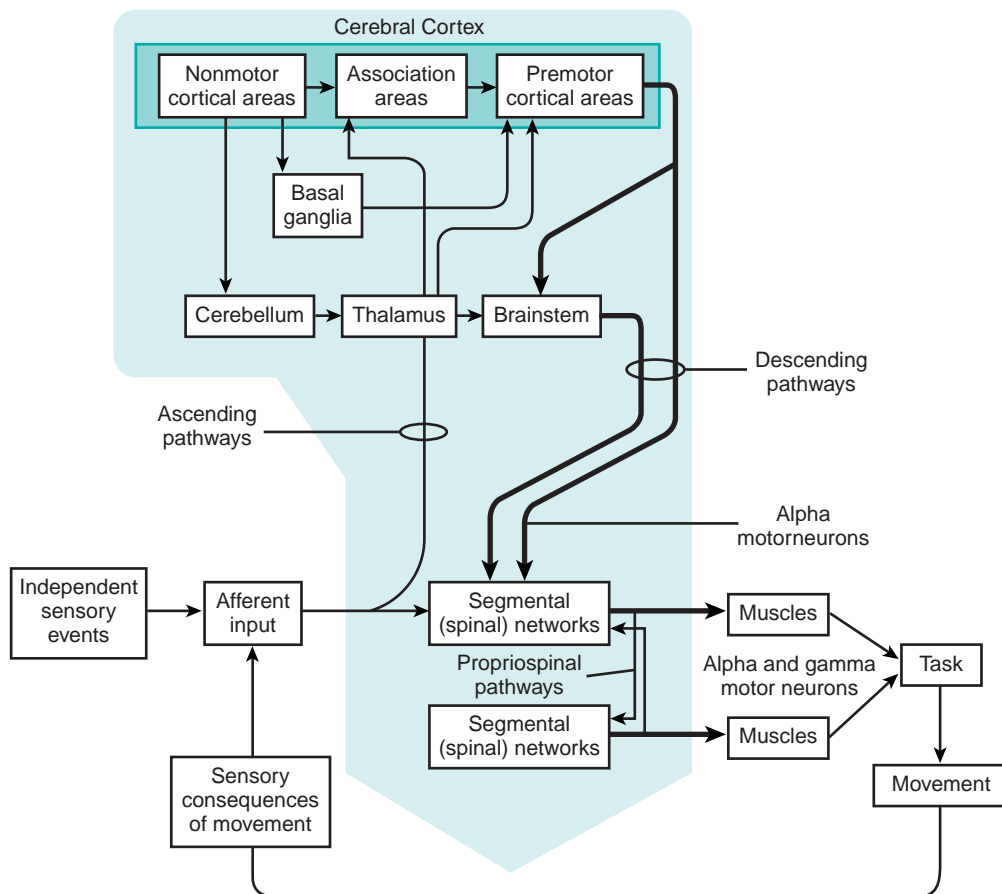 Cerebral Cortex
Nonmotor
cortical areas
Association
areas
Premotor
cortical areas
Basal
ganglia
Cerebellum
Thalamus
Brainstem
Descending
pathways
Ascending
pathways
Alpha
motorneurons
Independent
sensory
events
Afferent
input
Segmental
(spinal) networks
Muscles
Propriospinal
pathways
Alpha and gamma
motor neurons
Task
Segmental
(spinal) networks
Muscles
Sensory
consequences
of movement
Movement